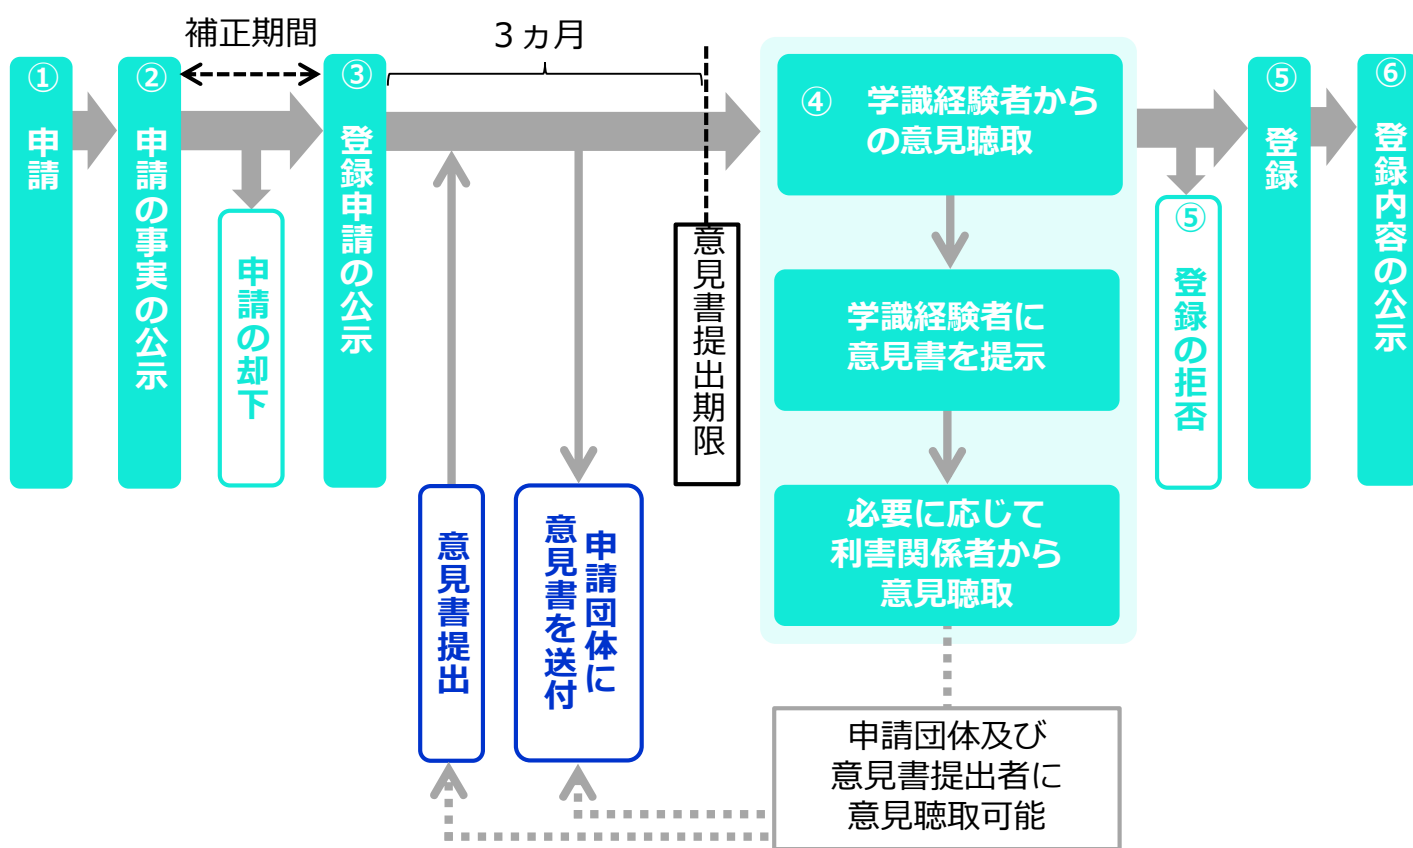 補正期間
3ヵ月
①
申請
②
申請の事実の公示
申請の却下
③
登録申請の公示
意見書提出
申請団体に
意見書を送付
意見書提出期限
④ 学識経験者から
の意見聴取
学識経験者に
意見書を提示
必要に応じて
利害関係者から
意見聴取
申請団体及び
意見書提出者に
意見聴取可能
⑤
登録の拒否
⑤
登録
⑥
登録内容の公示